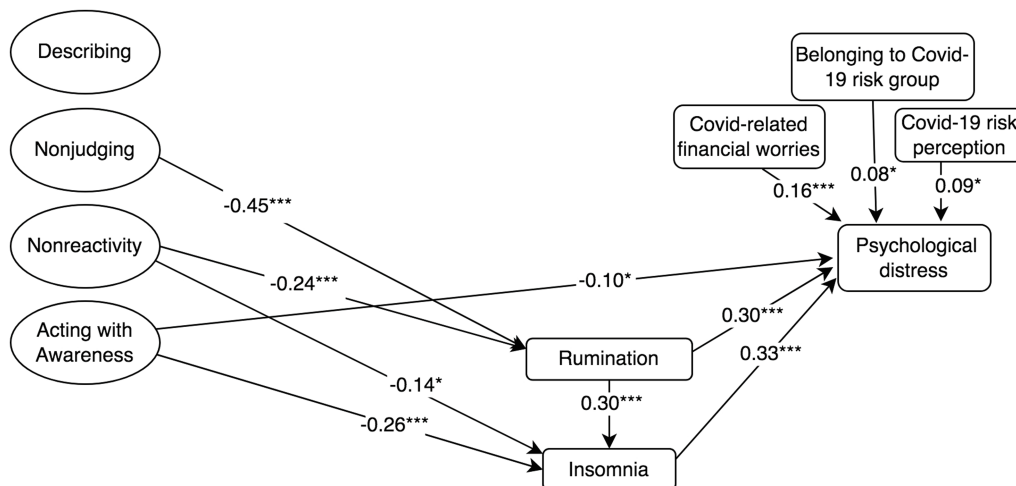 Describing
Nonjudging
Nonreactivity
Acting with
Awareness
Belonging to Covid-
19 risk group
Covid-related
financial worries
Covid-19 risk
perception
0.16***
0.08*
0.09*
Psychological
distress
-0.45***
-0.24***
-0.10*
0.30***
0.33***
Rumination
-0.14*
0.30***
-0.26***
Insomnia